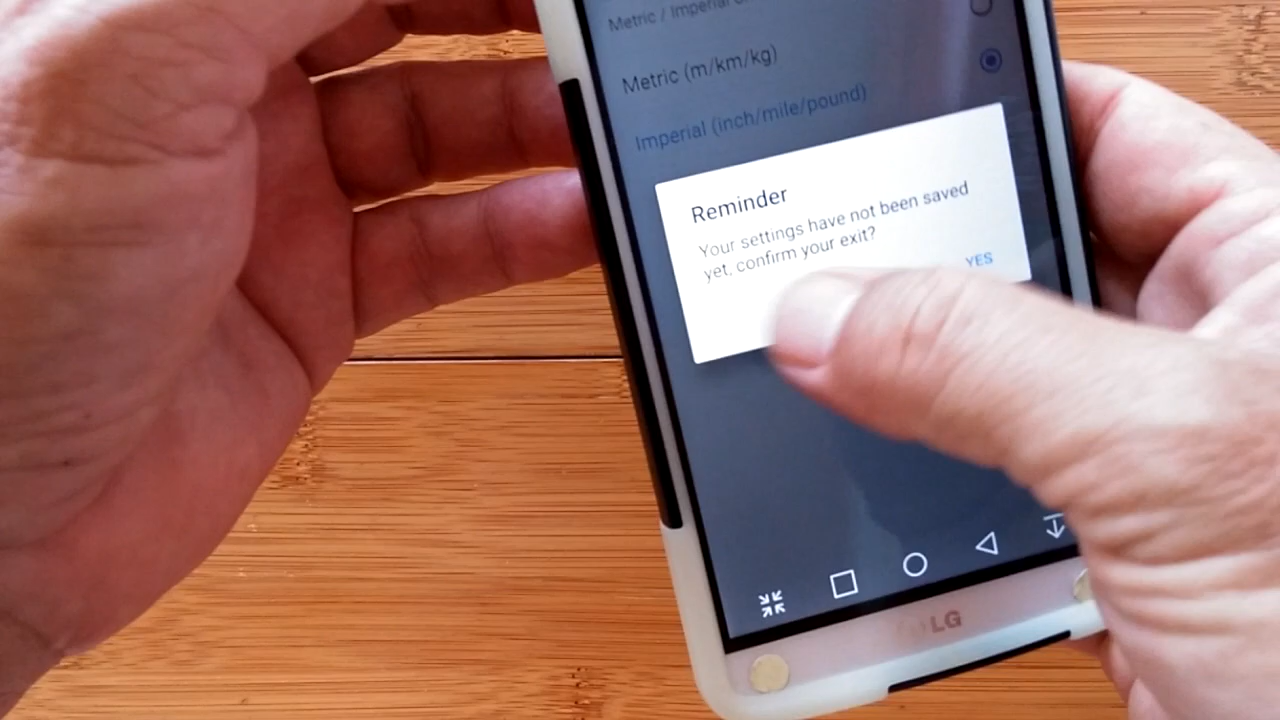 Metric / Imperial
Metric (m/km/kg)
Imperial (inch/mile/pound)
Reminder
Your settings have not been saved
yet, confirm your exit?
YES
LG